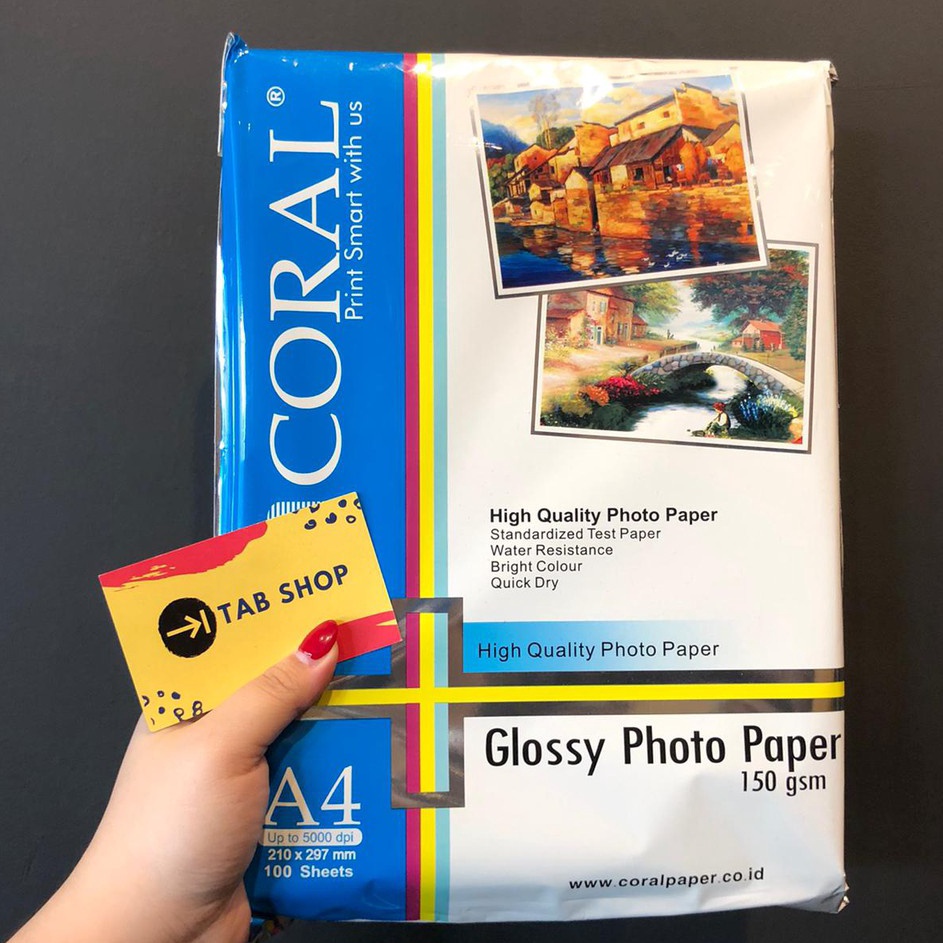 CORAL®
Print Smart with us
High Quality Photo Paper
Standardized Test Paper
Water Resistance
Bright Colour
Quick Dry
TAB SHOP
High Quality Photo Paper
Glossy Photo Paper
150 gsm
A4
Up to 5000 dpi
210 x 297 mm
100 Sheets
www.coralpaper.co.id